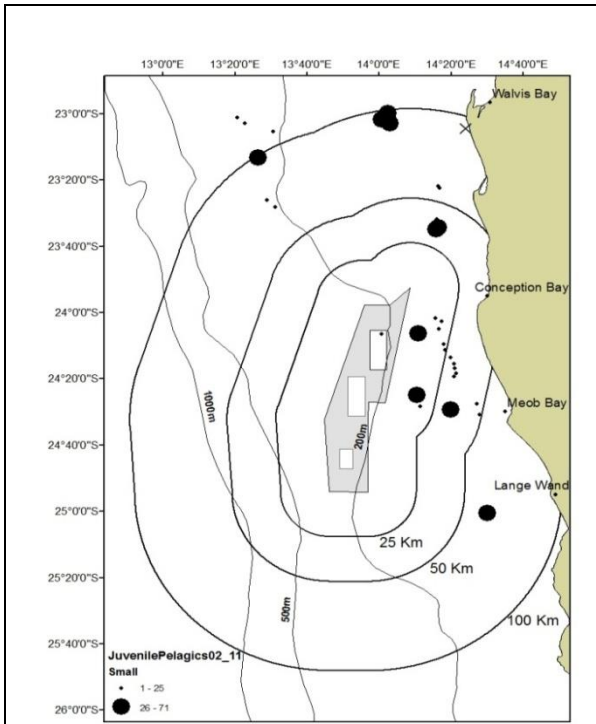 13°0'0"E 13°20'0"E 13°40'0"E 14°0'0"E 14°20'0"E 14°40'0"E
23°0'0"S
Walvis Bay
23°20'0"S
23°40'0"S
Conception Bay
24°0'0"S
24°20'0"S
1000m
Meob Bay
24°40'0"S
200m
Lange Wand
25°0'0"S
25 Km
50 Km
25°20'0"S
500m
100 Km
25°40'0"S
JuvenilePelagics02_11
Small
1 - 25
26°0'0"S
26 - 71